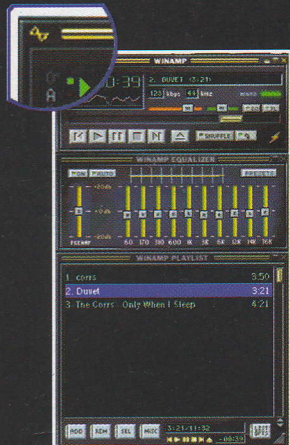 A
0:39
WINAMP
2. DUVET (3:21)
128 kbps 44 kHz
mono
SHUFFLE
WINAMP EQUALIZER
ON AUTO PRESETS
+20db
+0db
-20db
PREAMP 60 170 310 600 1K 3K 6K 12K 14K 16K
WINAMP PLAYLIST
1. corrs 3:50
2. Duvet 3:21
3. The Corrs - Only When I Sleep 4:21
ADD REM SEL MISC
3:21/11:32
-00:39